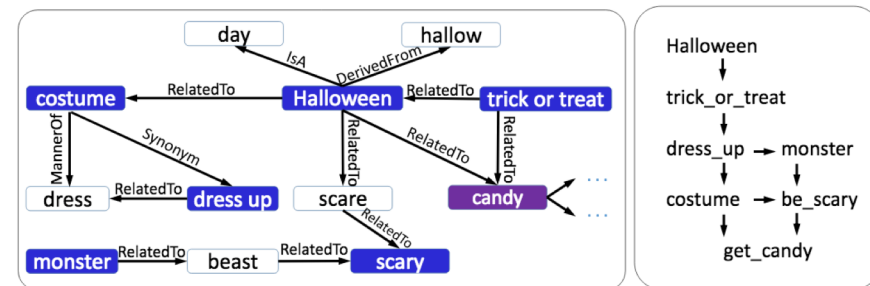 day
hallow
IsA
DerivedFrom
costume
RelatedTo
Halloween
RelatedTo
trick or treat
MannerOf
Synonym
RelatedTo
RelatedTo
RelatedTo
dress
RelatedTo
dress up
scare
candy
...
...
RelatedTo
monster
RelatedTo
beast
RelatedTo
scary
Halloween
trick_or_treat
dress_up
monster
costume
be_scary
get_candy